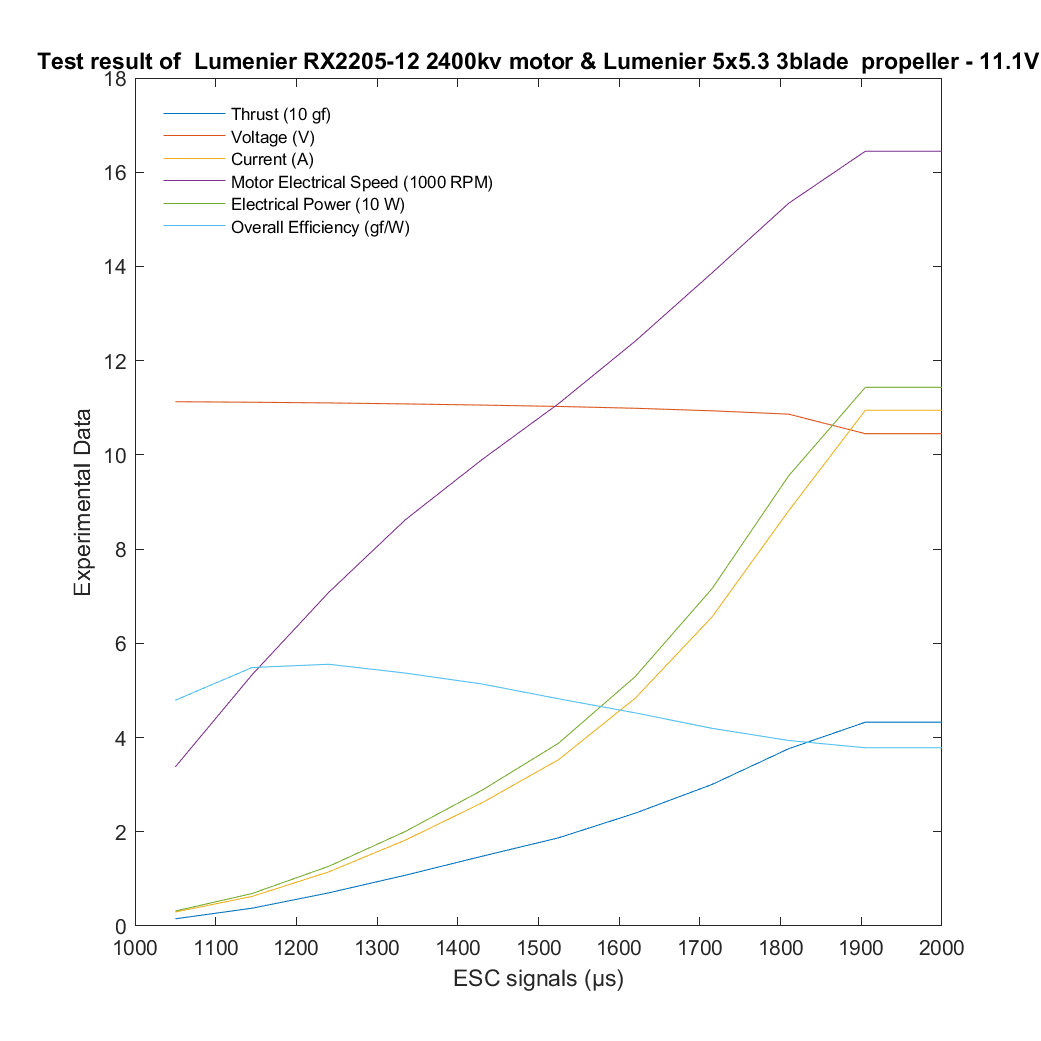 Test result of  Lumenier RX2205-12 2400kv motor & Lumenier 5x5.3 3blade  propeller - 11.1V
18
Thrust (10 gf)
Voltage (V)
Current (A)
Motor Electrical Speed (1000 RPM)
Electrical Power (10 W)
Overall Efficiency (gf/W)
16
14
12
10
8
6
4
2
0
Experimental Data
1000 1100 1200 1300 1400 1500 1600 1700 1800 1900 2000
ESC signals (µs)